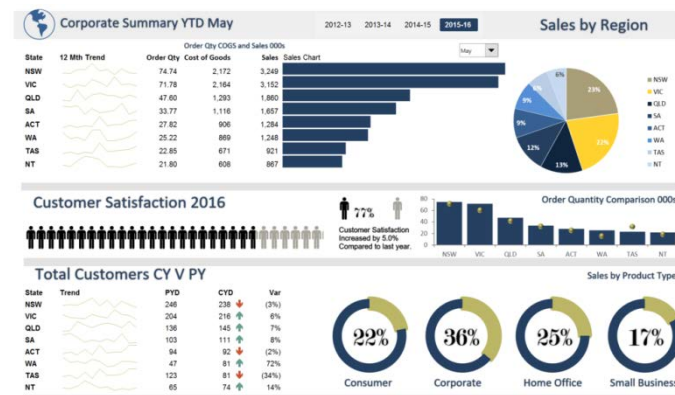 Corporate Summary YTD May
2012-13 2013-14 2014-15 2015-16
Sales by Region
Order Qty COGS and Sales 000s
May
State 12 Mth Trend Order Qty Cost of Goods Sales Sales Chart
NSW 74.74 2,172 3,249
VIC 71.78 2,164 3,152
QLD 47.60 1,293 1,860
SA 33.77 1,116 1,657
ACT 27.82 906 1,284
WA 25.22 869 1,248
TAS 22.65 671 921
NT 21.80 608 867
23%
22%
13%
12%
9%
9%
6%
6%
NSW
VIC
QLD
SA
ACT
WA
TAS
NT
Customer Satisfaction 2016
77%
Customer Satisfaction
Increased by 5.0%
Compared to last year.
Order Quantity Comparison 000s
80
60
40
20
0
NSW VIC QLD SA ACT WA TAS NT
Total Customers CY V PY
State Trend PYD CYD Var
NSW 246 238 (3%)
VIC 204 216 6%
QLD 136 145 7%
SA 103 111 8%
ACT 94 92 (2%)
WA 47 81 72%
TAS 123 81 (34%)
NT 65 74 14%
Sales by Product Type
22% 36% 25% 17%
Consumer Corporate Home Office Small Business